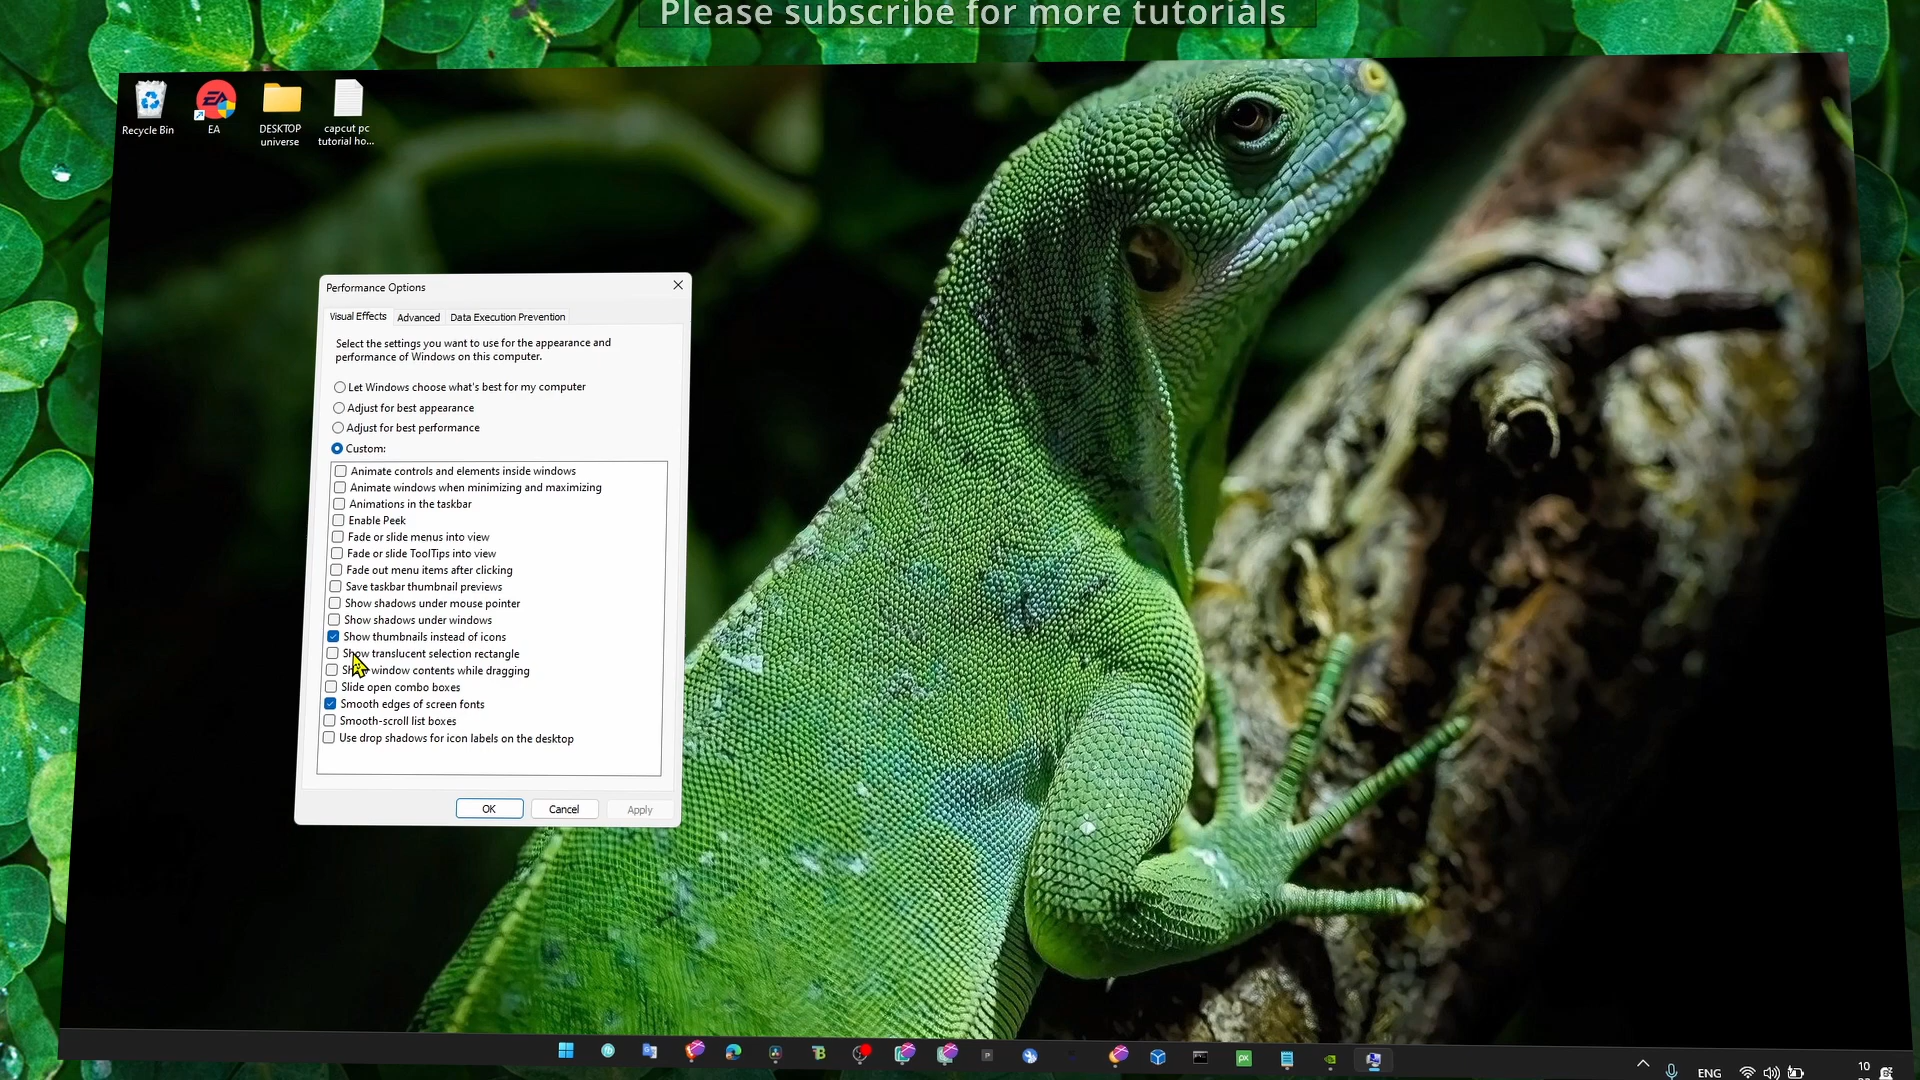 Please subscribe for more tutorials
Recycle Bin
EA
DESKTOP
universe
capcut pc
tutorial ho...
Performance Options
Visual Effects
Advanced
Data Execution Prevention
Select the settings you want to use for the appearance and
performance of Windows on this computer.
Let Windows choose what's best for my computer
Adjust for best appearance
Adjust for best performance
Custom:
Animate controls and elements inside windows
Animate windows when minimizing and maximizing
Animations in the taskbar
Enable Peek
Fade or slide menus into view
Fade or slide ToolTips into view
Fade out menu items after clicking
Save taskbar thumbnail previews
Show shadows under mouse pointer
Show shadows under windows
Show thumbnails instead of icons
Show translucent selection rectangle
window contents while dragging
Slide open combo boxes
Smooth edges of screen fonts
Smooth-scroll list boxes
Use drop shadows for icon labels on the desktop
OK
Cancel
Apply
ENG
10